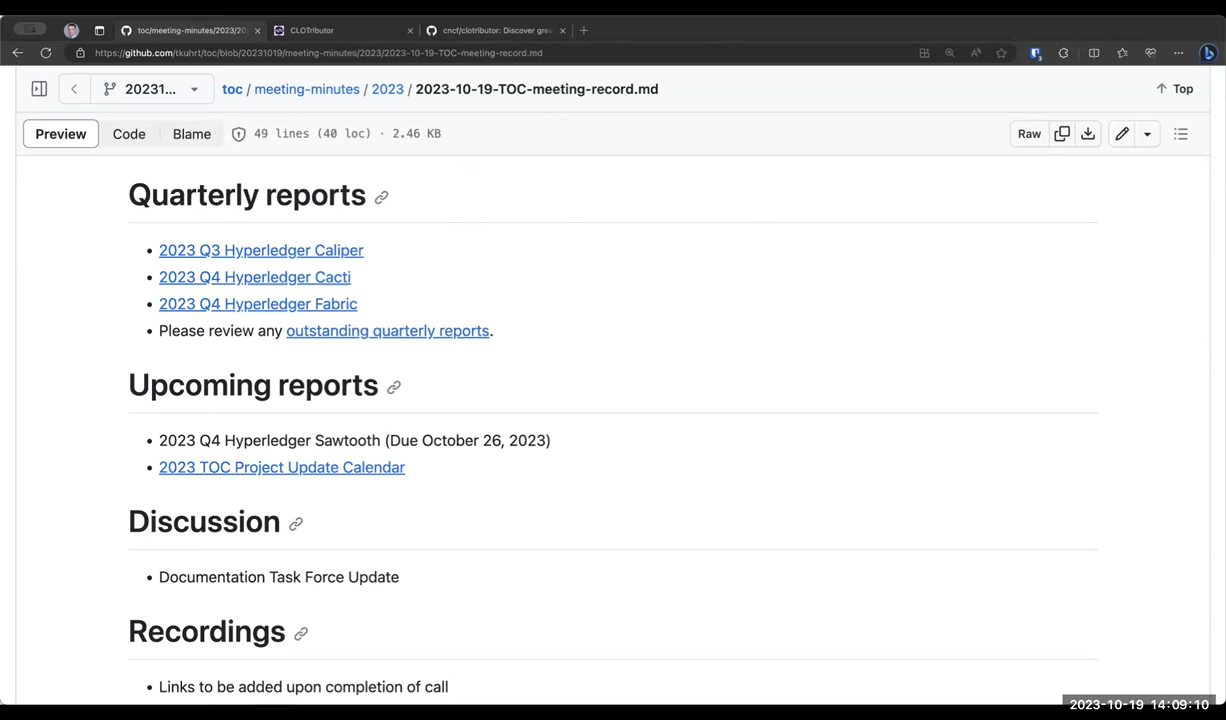 toc/meeting-minutes/2023/20
CLOTributor
cncf/clotributor: Discover gre
https://github.com/tkuhrt/toc/blob/20231019/meeting-minutes/2023/2023-10-19-TOC-meeting-record.md
20231...
toc / meeting-minutes / 2023 / 2023-10-19-TOC-meeting-record.md
Top
Preview
Code
Blame
49 lines (40 loc) · 2.46 KB
Raw
Quarterly reports
• 2023 Q3 Hyperledger Caliper
• 2023 Q4 Hyperledger Cacti
• 2023 Q4 Hyperledger Fabric
• Please review any outstanding quarterly reports.
Upcoming reports
• 2023 Q4 Hyperledger Sawtooth (Due October 26, 2023)
• 2023 TOC Project Update Calendar
Discussion
• Documentation Task Force Update
Recordings
• Links to be added upon completion of call
2023-10-19 14:09:10